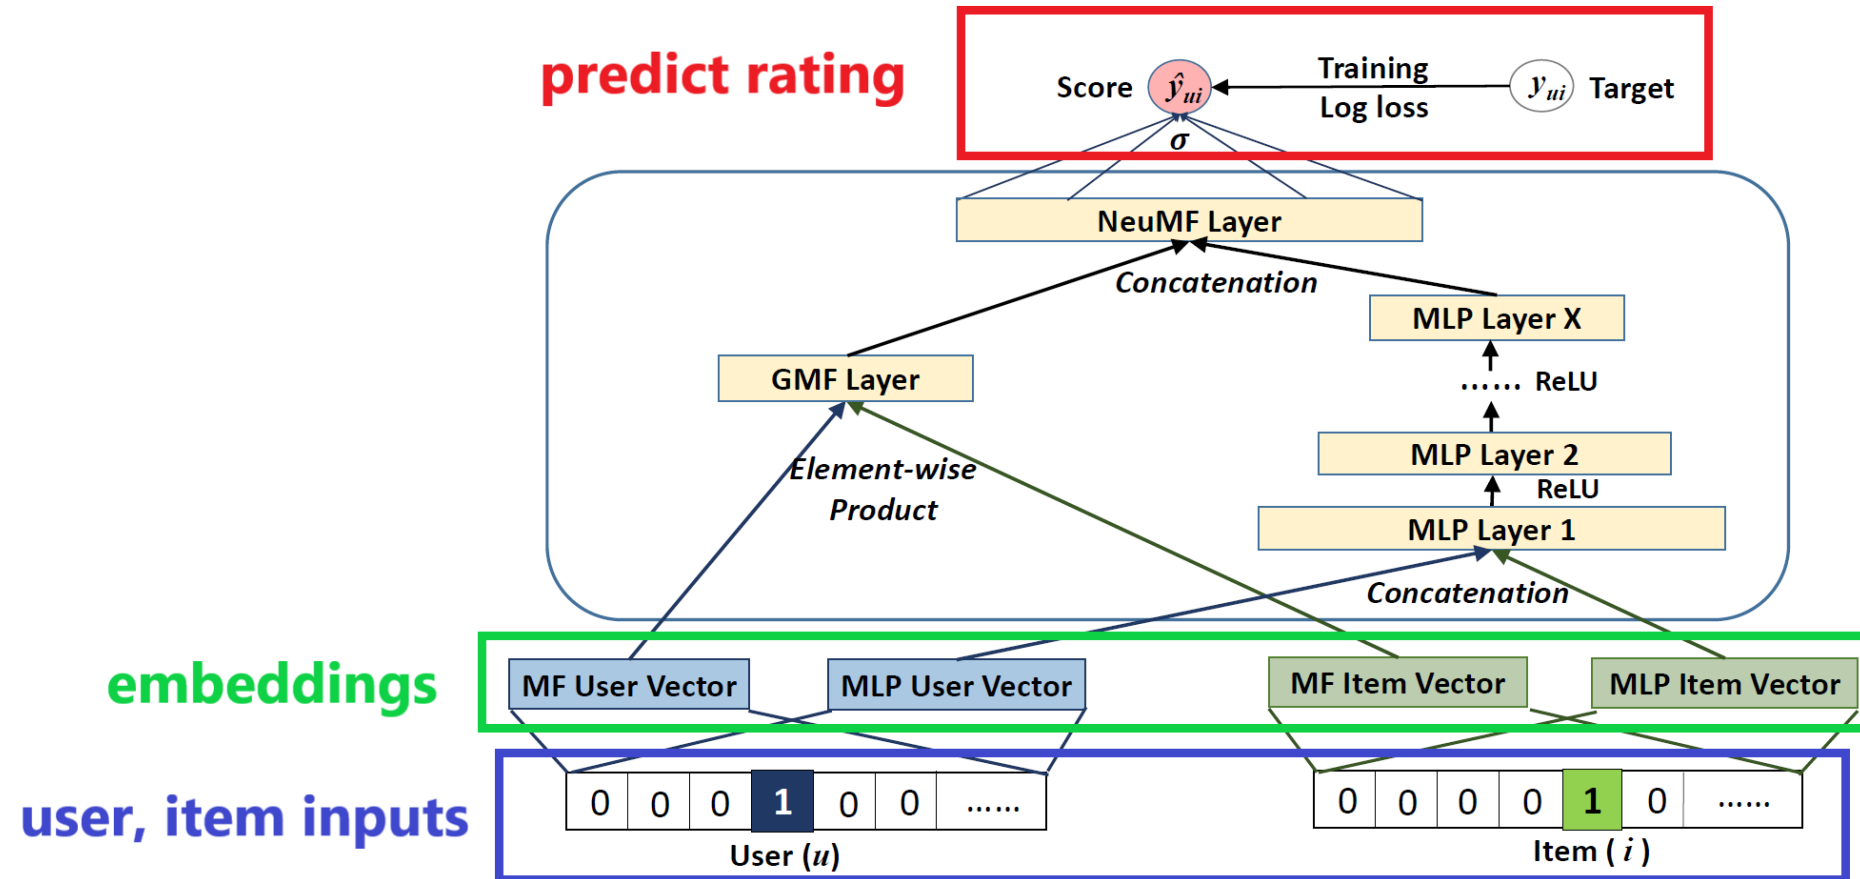 predict rating
Score ŷui Training Log loss yui Target
σ
NeuMF Layer
Concatenation
MLP Layer X
GMF Layer
...... ReLU
Element-wise
Product
MLP Layer 2
ReLU
MLP Layer 1
Concatenation
embeddings
MF User Vector MLP User Vector MF Item Vector MLP Item Vector
user, item inputs
0 0 0 1 0 0 ...... 0 0 0 0 1 0 ......
User (u) Item ( i )